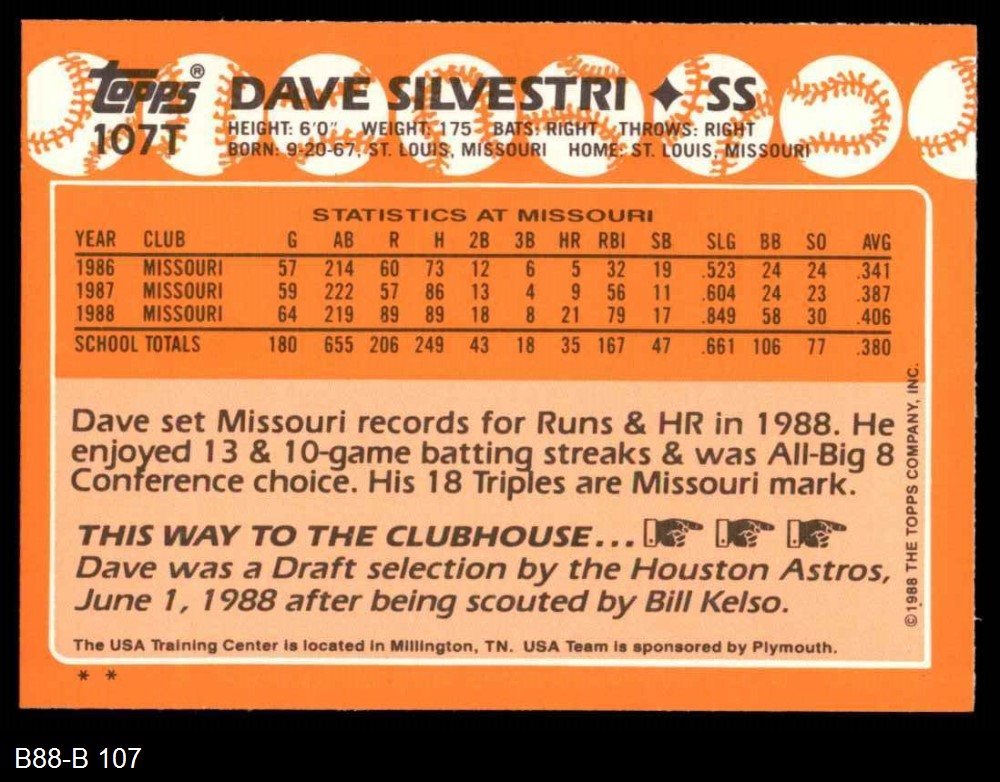 topps® DAVE SILVESTRI ♦ SS
107T
HEIGHT: 6'0" WEIGHT: 175 BATS: RIGHT THROWS: RIGHT
BORN: 9-20-67, ST. LOUIS, MISSOURI HOME: ST. LOUIS, MISSOURI
STATISTICS AT MISSOURI
YEAR CLUB G AB R H 2B 3B HR RBI SB SLG BB SO AVG
1986 MISSOURI 57 214 60 73 12 6 5 32 19 .523 24 24 .341
1987 MISSOURI 59 222 57 86 13 4 9 56 11 .604 24 23 .387
1988 MISSOURI 64 219 89 89 18 8 21 79 17 .849 58 30 .406
SCHOOL TOTALS 180 655 206 249 43 18 35 167 47 .661 106 77 .380
Dave set Missouri records for Runs & HR in 1988. He
enjoyed 13 & 10-game batting streaks & was All-Big 8
Conference choice. His 18 Triples are Missouri mark.
THIS WAY TO THE CLUBHOUSE...
Dave was a Draft selection by the Houston Astros,
June 1, 1988 after being scouted by Bill Kelso.
The USA Training Center is located in Millington, TN. USA Team is sponsored by Plymouth.
* *
©1988 THE TOPPS COMPANY, INC.
B88-B 107